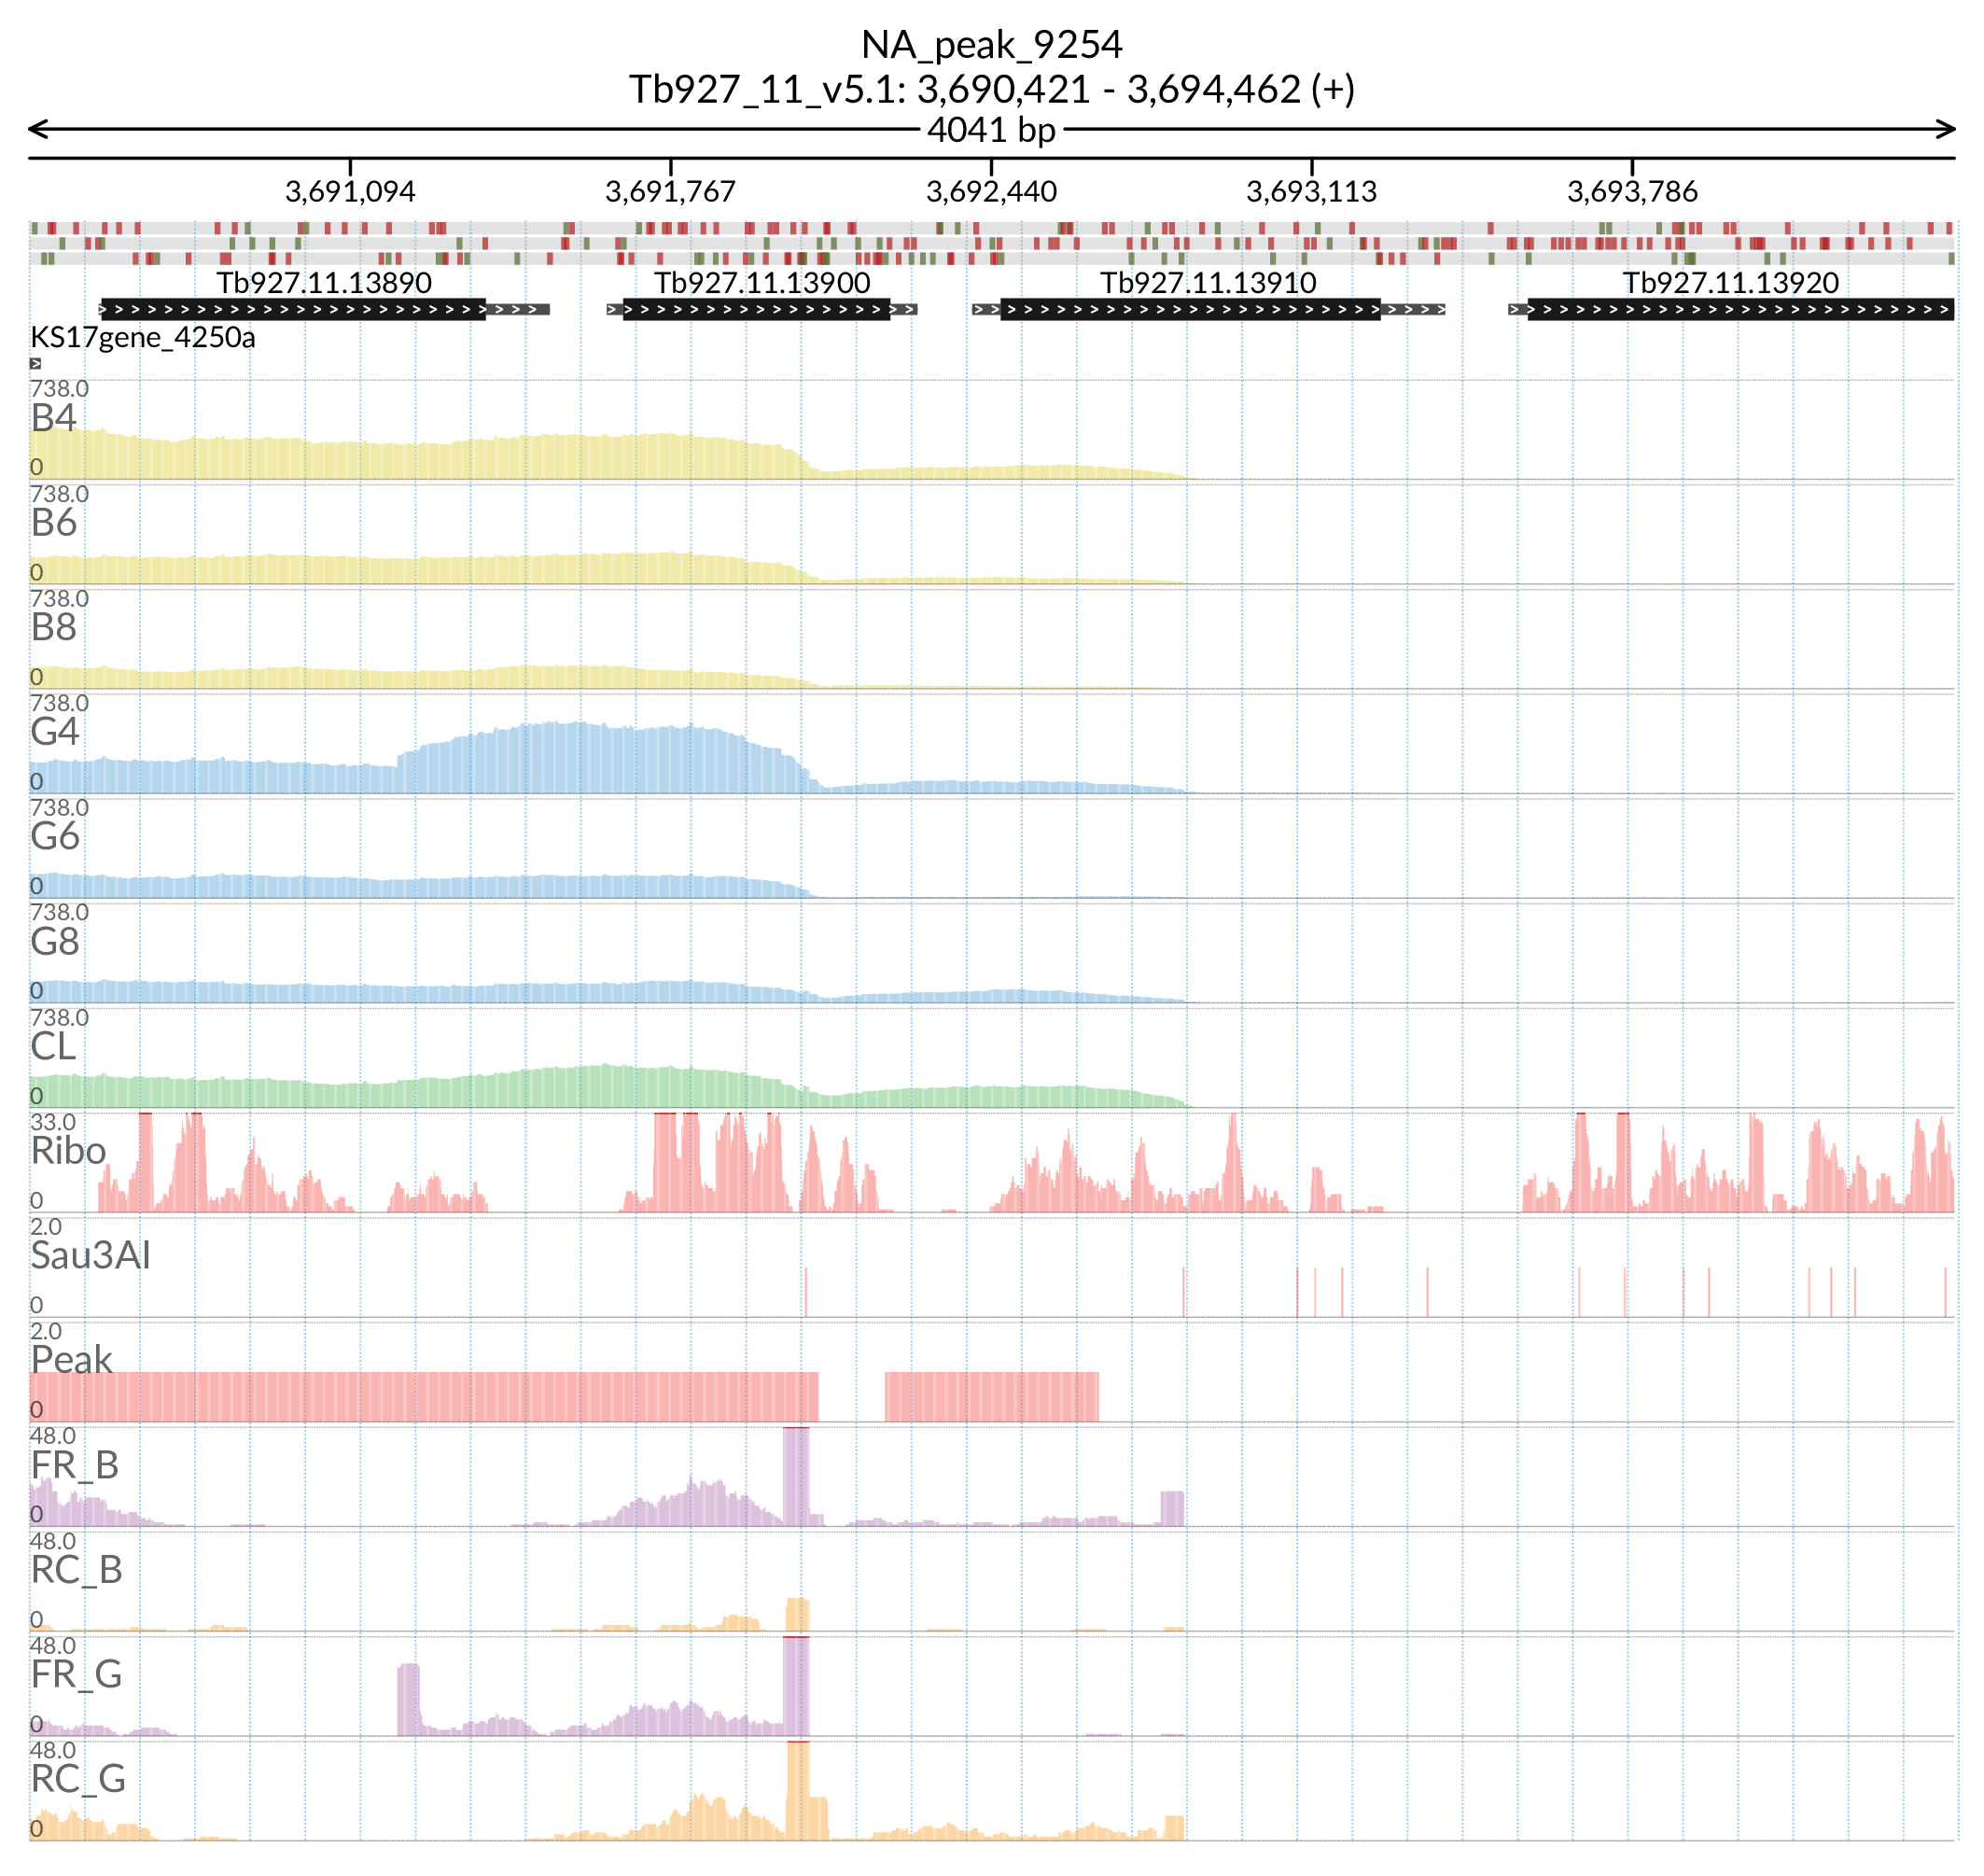 NA_peak_9254
Tb927_11_v5.1: 3,690,421 - 3,694,462 (+)
4041 bp
3,691,094 3,691,767 3,692,440 3,693,113 3,693,786
Tb927.11.13890 Tb927.11.13900 Tb927.11.13910 Tb927.11.13920
KS17gene_4250a
738.0
B4
0
738.0
B6
0
738.0
B8
0
738.0
G4
0
738.0
G6
0
738.0
G8
0
738.0
CL
0
33.0
Ribo
0
2.0
Sau3AI
0
2.0
Peak
0
48.0
FR_B
0
48.0
RC_B
0
48.0
FR_G
0
48.0
RC_G
0